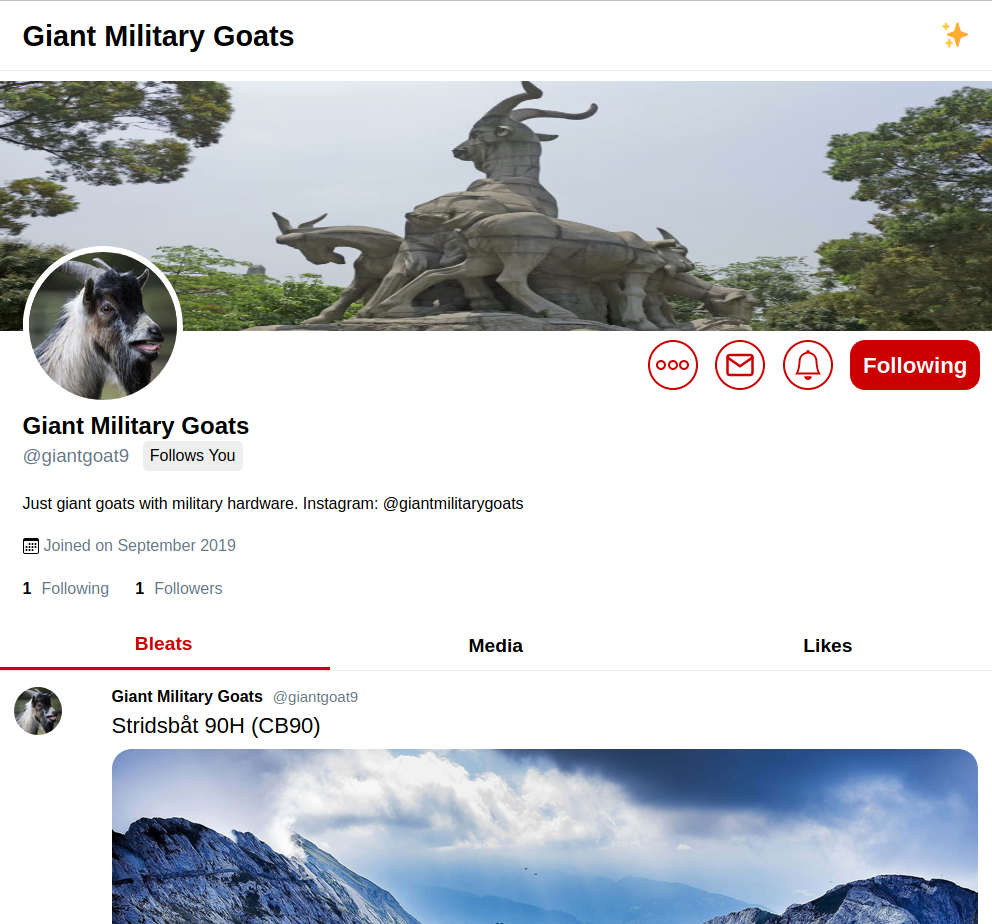 Giant Military Goats
Following
Giant Military Goats
@giantgoat9 Follows You
Just giant goats with military hardware. Instagram: @giantmilitarygoats
Joined on September 2019
1 Following 1 Followers
Bleats Media Likes
Giant Military Goats @giantgoat9
Stridsbåt 90H (CB90)